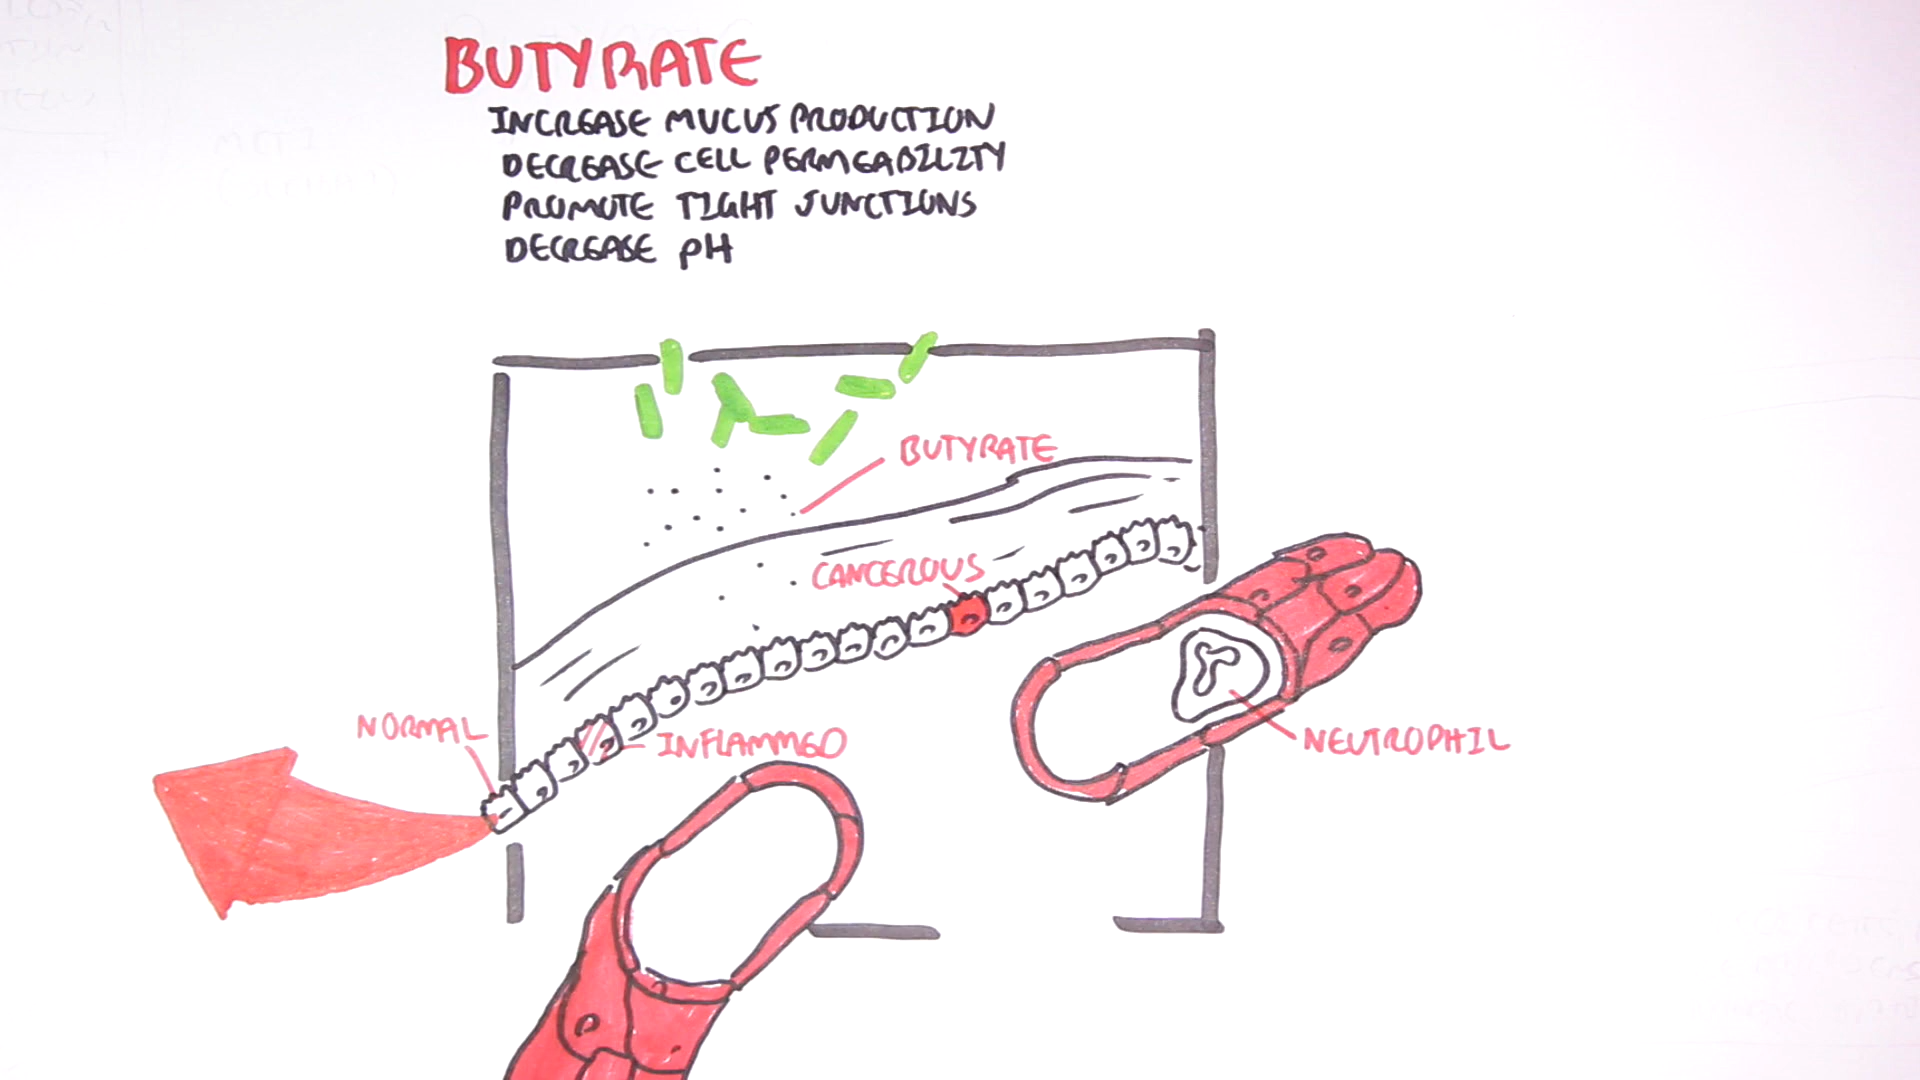 BUTYRATE
INCREASE MUCUS PRODUCTION
DECREASE CELL PERMEABILITY
PROMOTE TIGHT JUNCTIONS
DECREASE pH
BUTYRATE
CANCEROUS
NORMAL
INFLAMMED
NEUTROPHIL